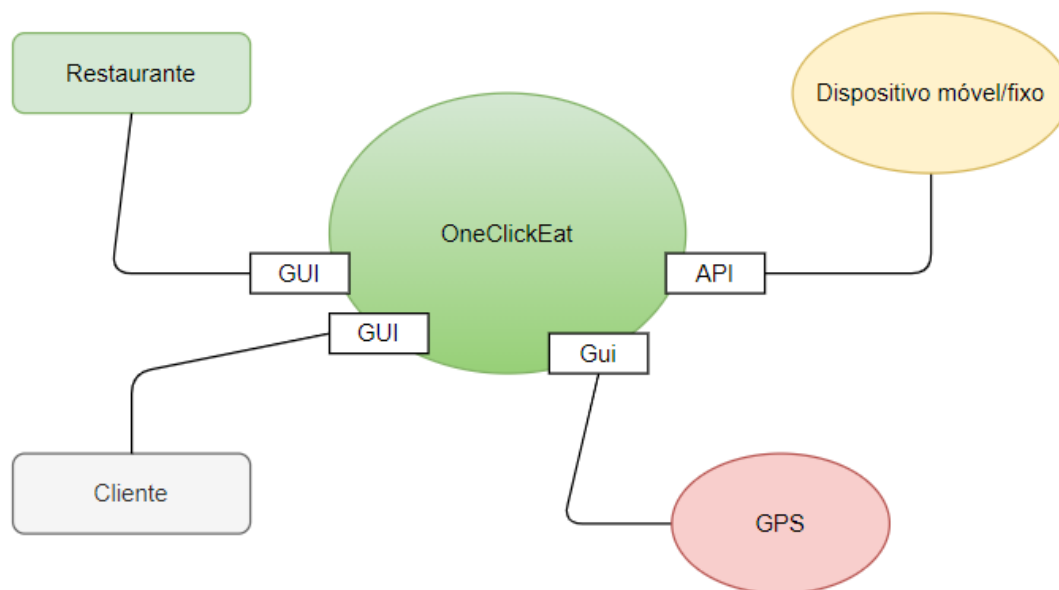 Restaurante
Dispositivo móvel/fixo
OneClickEat
GUI
API
GUI
Gui
Cliente
GPS